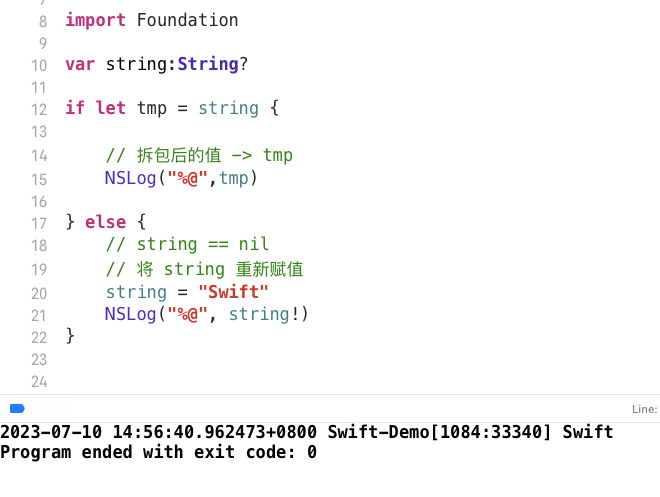 8 import Foundation
9
10 var string:String?
11
12 if let tmp = string {
13
14 // 拆包后的值 -> tmp
15 NSLog("%@",tmp)
16
17 } else {
18 // string == nil
19 // 将 string 重新赋值
20 string = "Swift"
21 NSLog("%@", string!)
22 }
23
24
Line:
2023-07-10 14:56:40.962473+0800 Swift-Demo[1084:33340] Swift
Program ended with exit code: 0